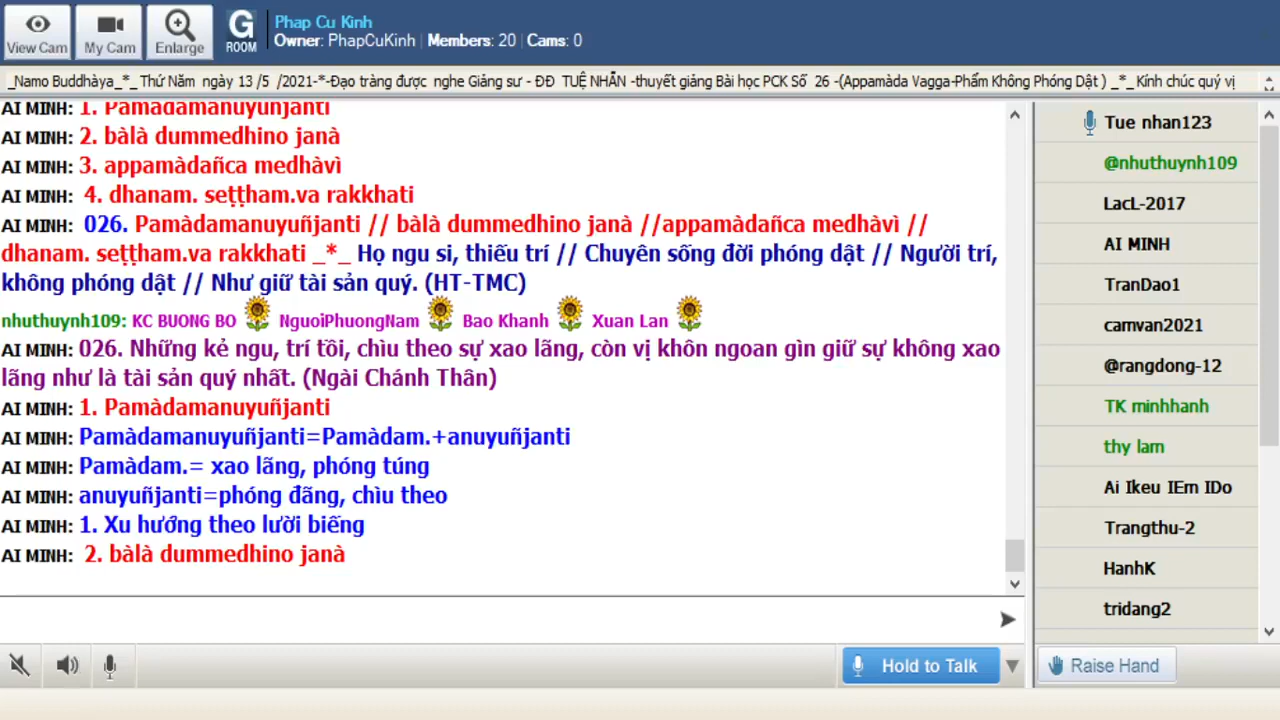 View Cam
My Cam
Enlarge
G
ROOM
Phap Cu Kinh
Owner: PhapCuKinh | Members: 20 | Cams: 0
_Namo Buddhàya_*_ Thứ Năm ngày 13 /5 /2021-*-Đạo tràng được nghe Giảng sư - ĐĐ TUỆ NHẪN -thuyết giảng Bài học PCK Số 26 -(Appamàda Vagga-Phẩm Không Phóng Dật ) _*_ Kính chúc quý vị
AI MINH: 1. Pamàdamanuyuñjanti
AI MINH: 2. bàlà dummedhino janà
AI MINH: 3. appamàdañca medhàvì
AI MINH: 4. dhanam. seṭṭham.va rakkhati
AI MINH: 026. Pamàdamanuyuñjanti // bàlà dummedhino janà //appamàdañca medhàvì //
dhanam. seṭṭham.va rakkhati _*_ Họ ngu si, thiếu trí // Chuyên sống đời phóng dật // Người trí,
không phóng dật // Như giữ tài sản quý. (HT-TMC)
nhuthuynh109: KC BUONG BO NguoiPhuongNam Bao Khanh Xuan Lan
AI MINH: 026. Những kẻ ngu, trí tồi, chìu theo sự xao lãng, còn vị khôn ngoan gìn giữ sự không xao
lãng như là tài sản quý nhất. (Ngài Chánh Thân)
AI MINH: 1. Pamàdamanuyuñjanti
AI MINH: Pamàdamanuyuñjanti=Pamàdam.+anuyuñjanti
AI MINH: Pamàdam.= xao lãng, phóng túng
AI MINH: anuyuñjanti=phóng đãng, chìu theo
AI MINH: 1. Xu hướng theo lười biếng
AI MINH: 2. bàlà dummedhino janà
Tue nhan123
@nhuthuynh109
LacL-2017
AI MINH
TranDao1
camvan2021
@rangdong-12
TK minhhanh
thy lam
Ai Ikeu IEm IDo
Trangthu-2
HanhK
tridang2
Hold to Talk
Raise Hand